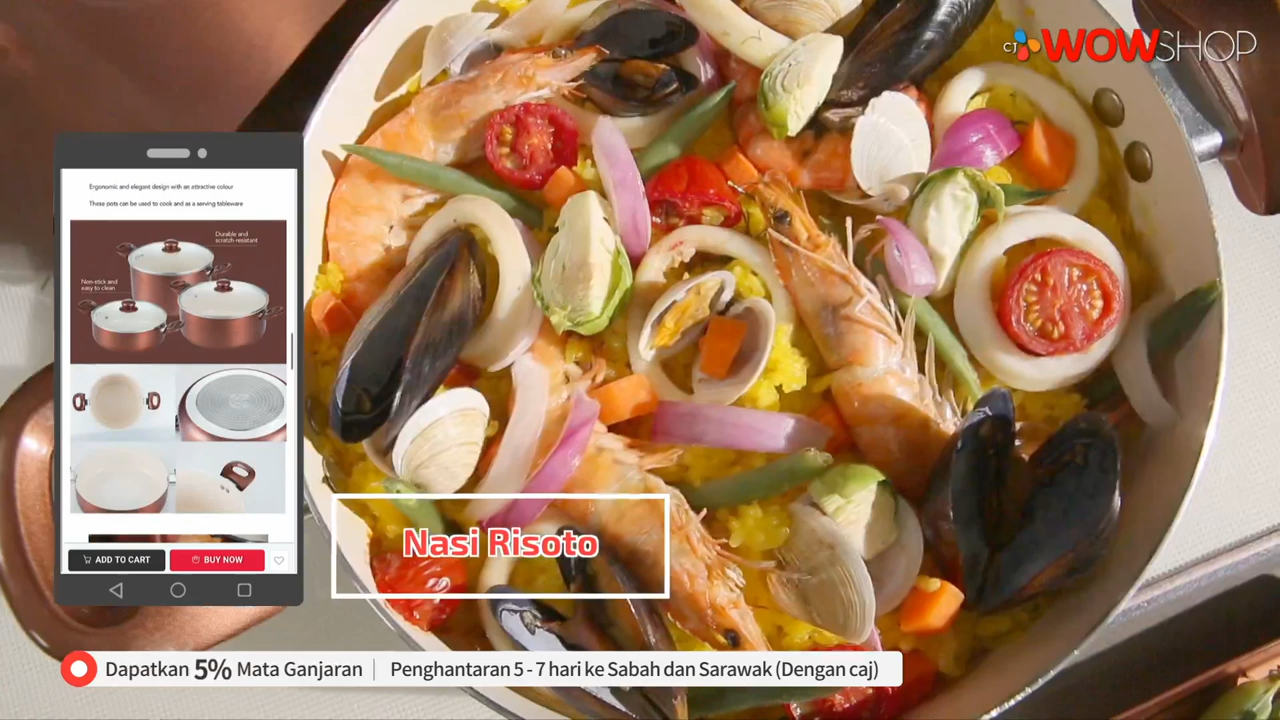 CJ WOWSHOP
Ergonomic and elegant design with an attractive colour
These pots can be used to cook and as a serving tableware
Durable and
scratch-resistant
Non-stick and
easy to clean
ADD TO CART
BUY NOW
Nasi Risoto
Dapatkan 5% Mata Ganjaran | Penghantaran 5 - 7 hari ke Sabah dan Sarawak (Dengan caj)